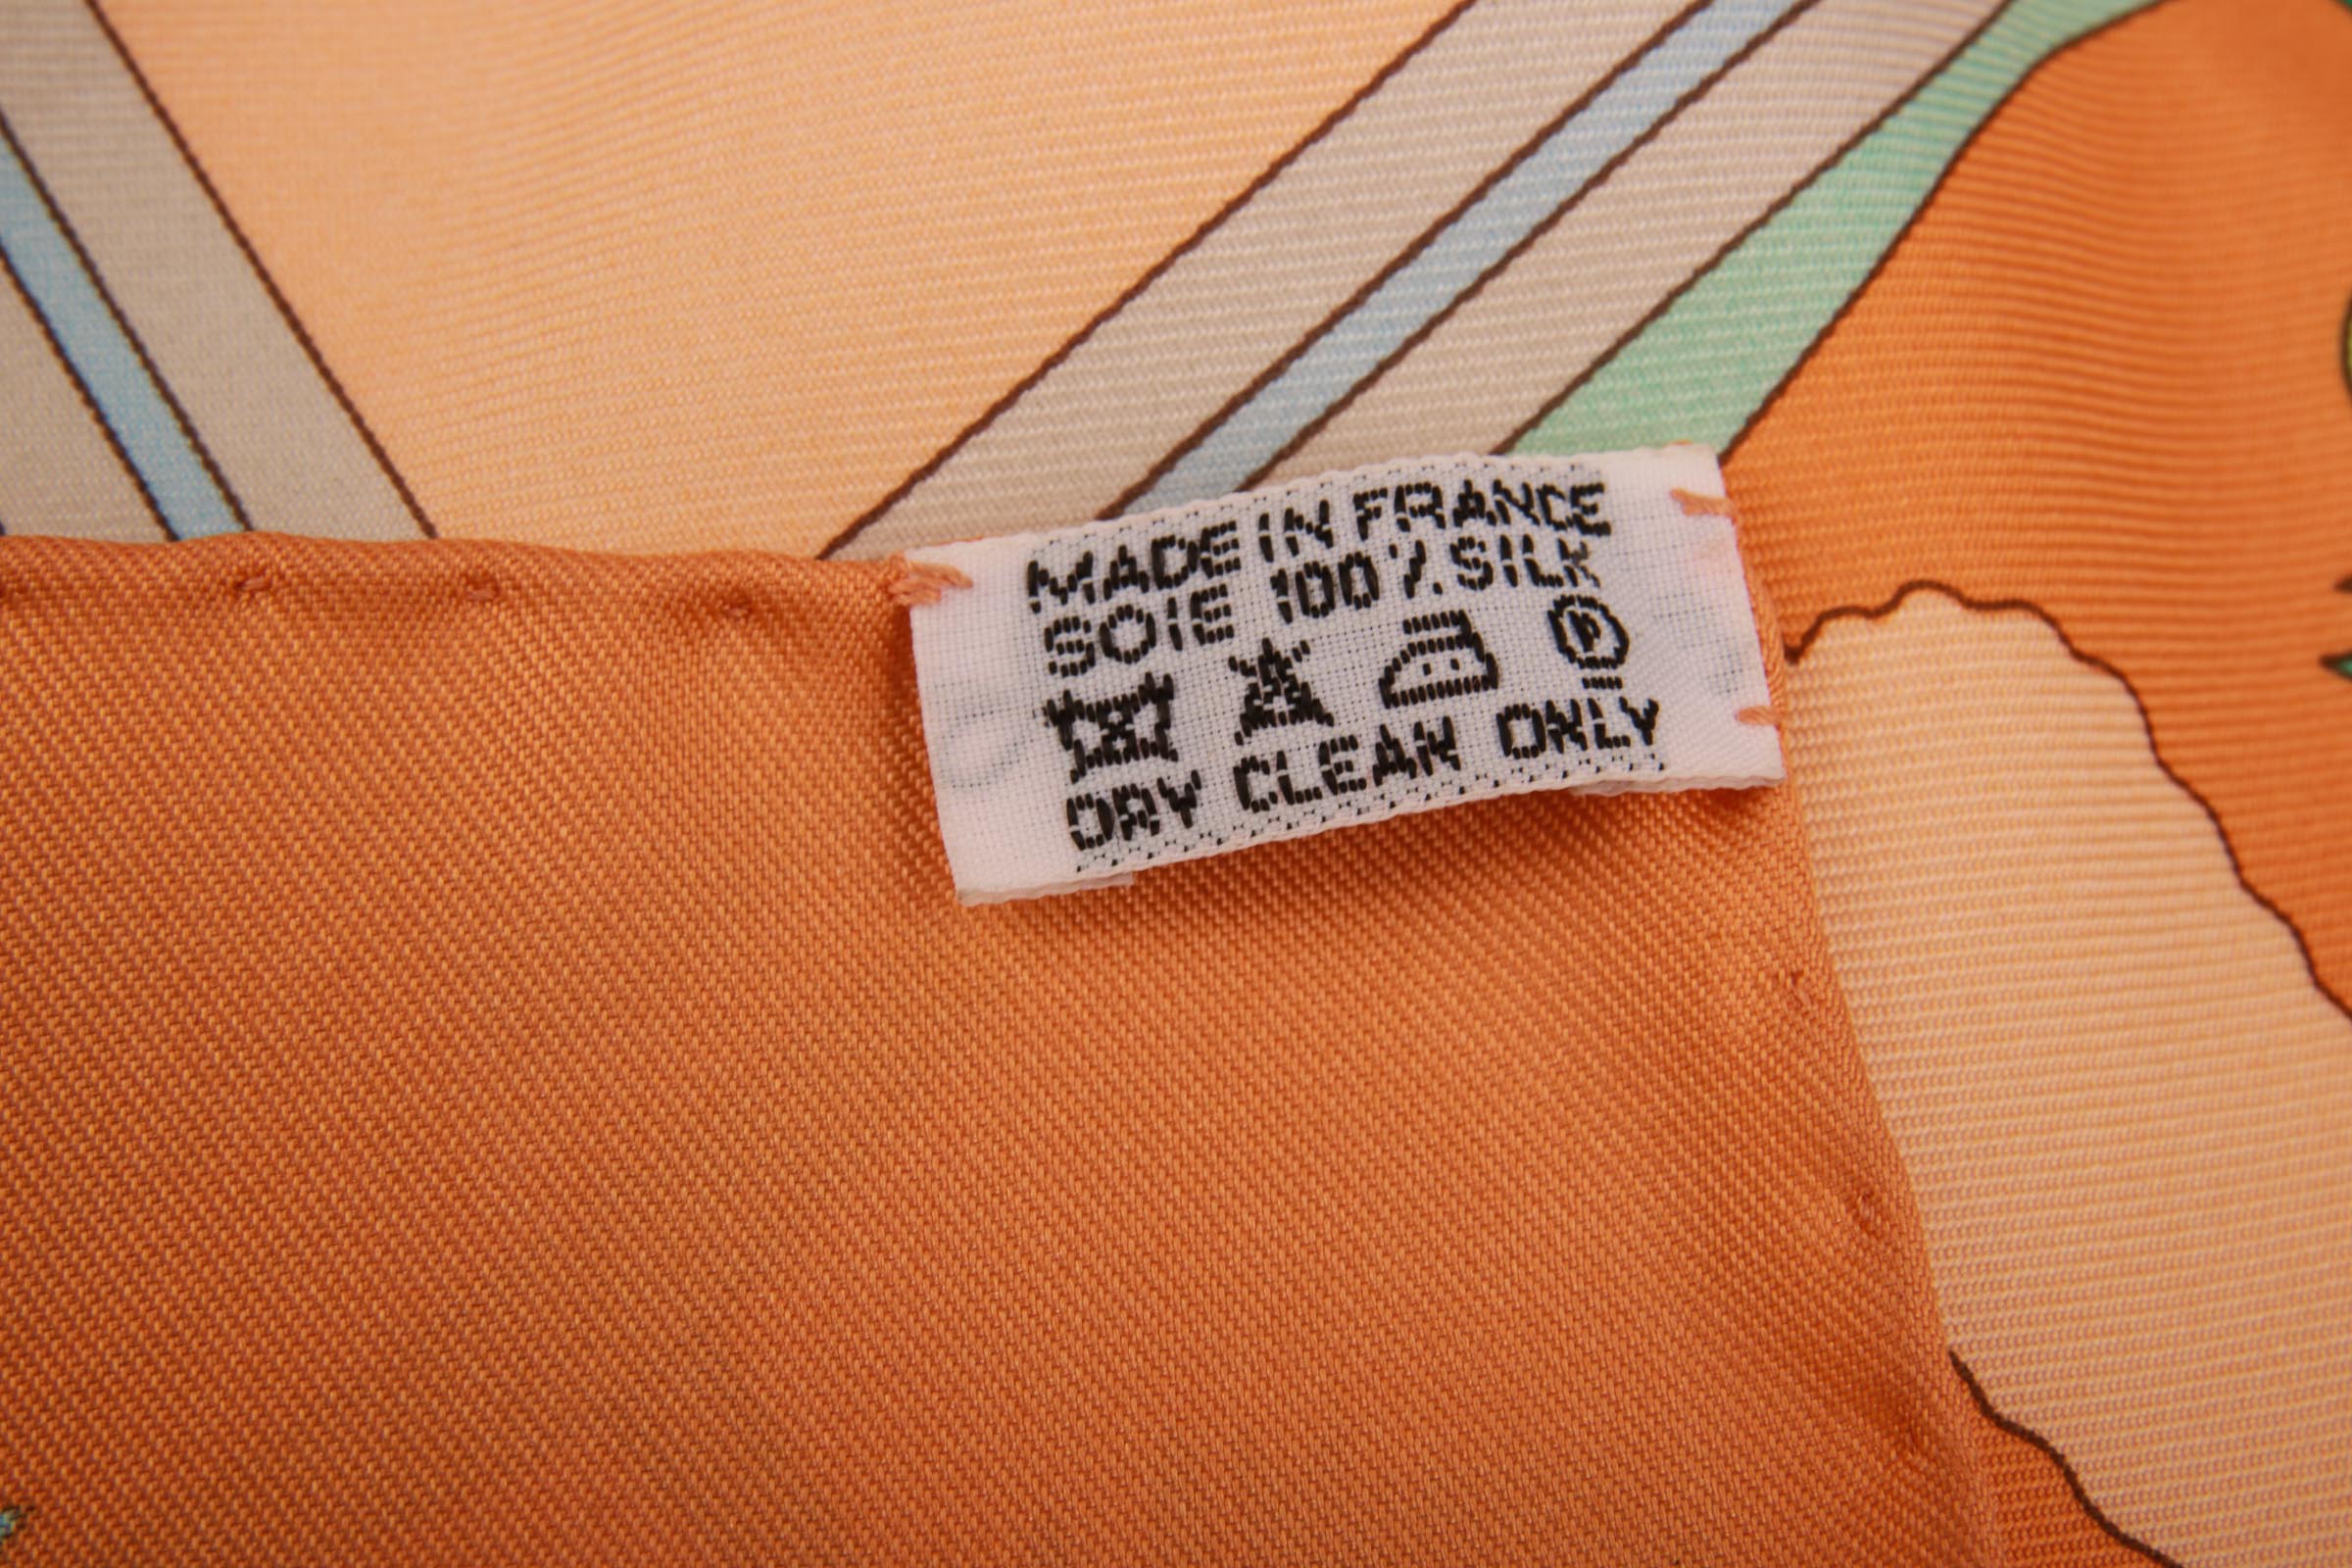 MADE IN FRANCE
SOIE 100% SILK
P
DRY CLEAN ONLY